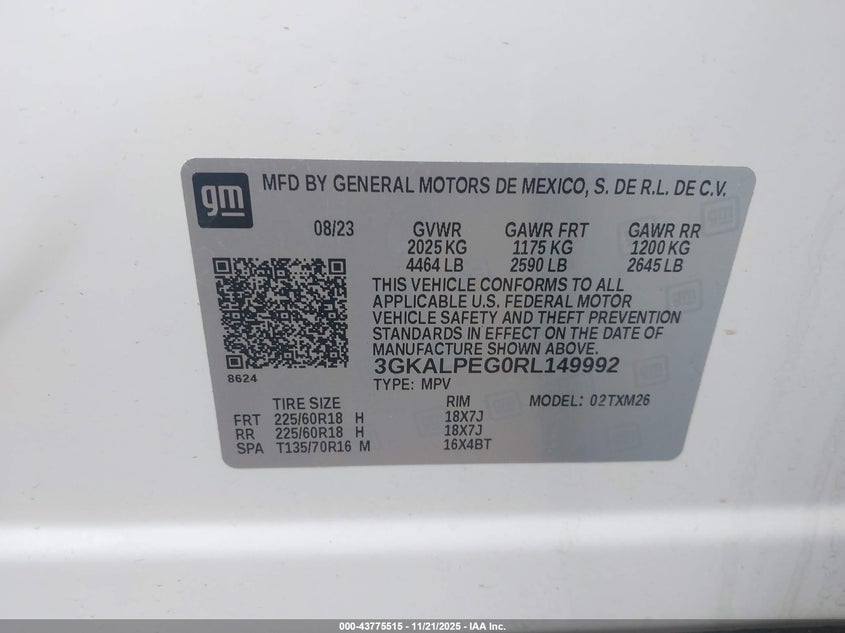 gm MFD BY GENERAL MOTORS DE MEXICO, S. DE R.L. DE C.V.
08/23 GVWR GAWR FRT GAWR RR
2025 KG 1175 KG 1200 KG
4464 LB 2590 LB 2645 LB
THIS VEHICLE CONFORMS TO ALL
APPLICABLE U.S. FEDERAL MOTOR
VEHICLE SAFETY AND THEFT PREVENTION
STANDARDS IN EFFECT ON THE DATE OF
MANUFACTURE SHOWN ABOVE.
3GKALPEG0RL149992
8624
TYPE: MPV
TIRE SIZE RIM MODEL: 02TXM26
FRT 225/60R18 H 18X7J
RR 225/60R18 H 18X7J
SPA T135/70R16 M 16X4BT
000-43775515 - 11/21/2025 - IAA Inc.